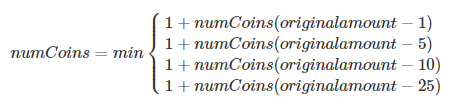 1 + numCoins(originalamount − 1)
1 + numCoins(originalamount − 5)
numCoins = min {
1 + numCoins(originalamount − 10)
1 + numCoins(originalamount − 25)